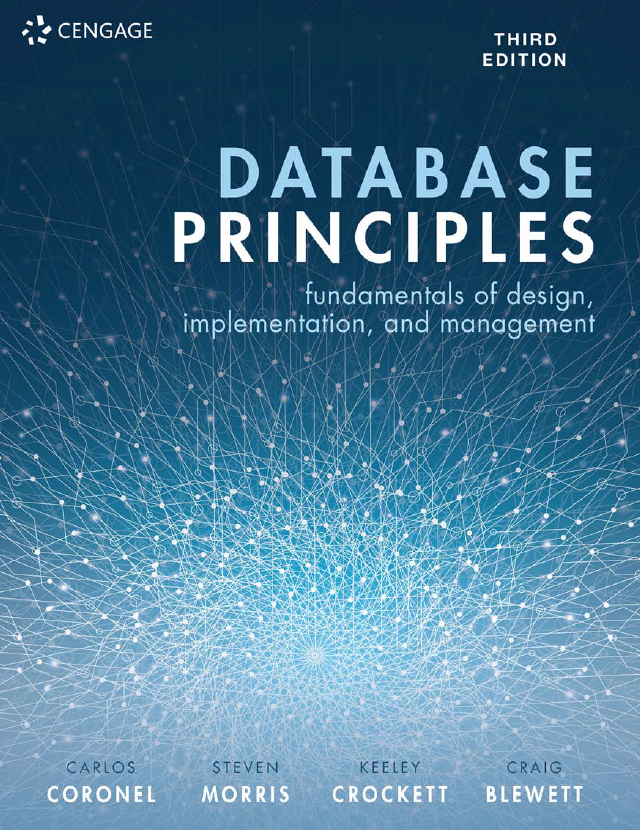 CENGAGE
THIRD
EDITION
DATABASE
PRINCIPLES
fundamentals of design,
implementation, and management
CARLOS
CORONEL
STEVEN
MORRIS
KEELEY
CROCKETT
CRAIG
BLEWETT